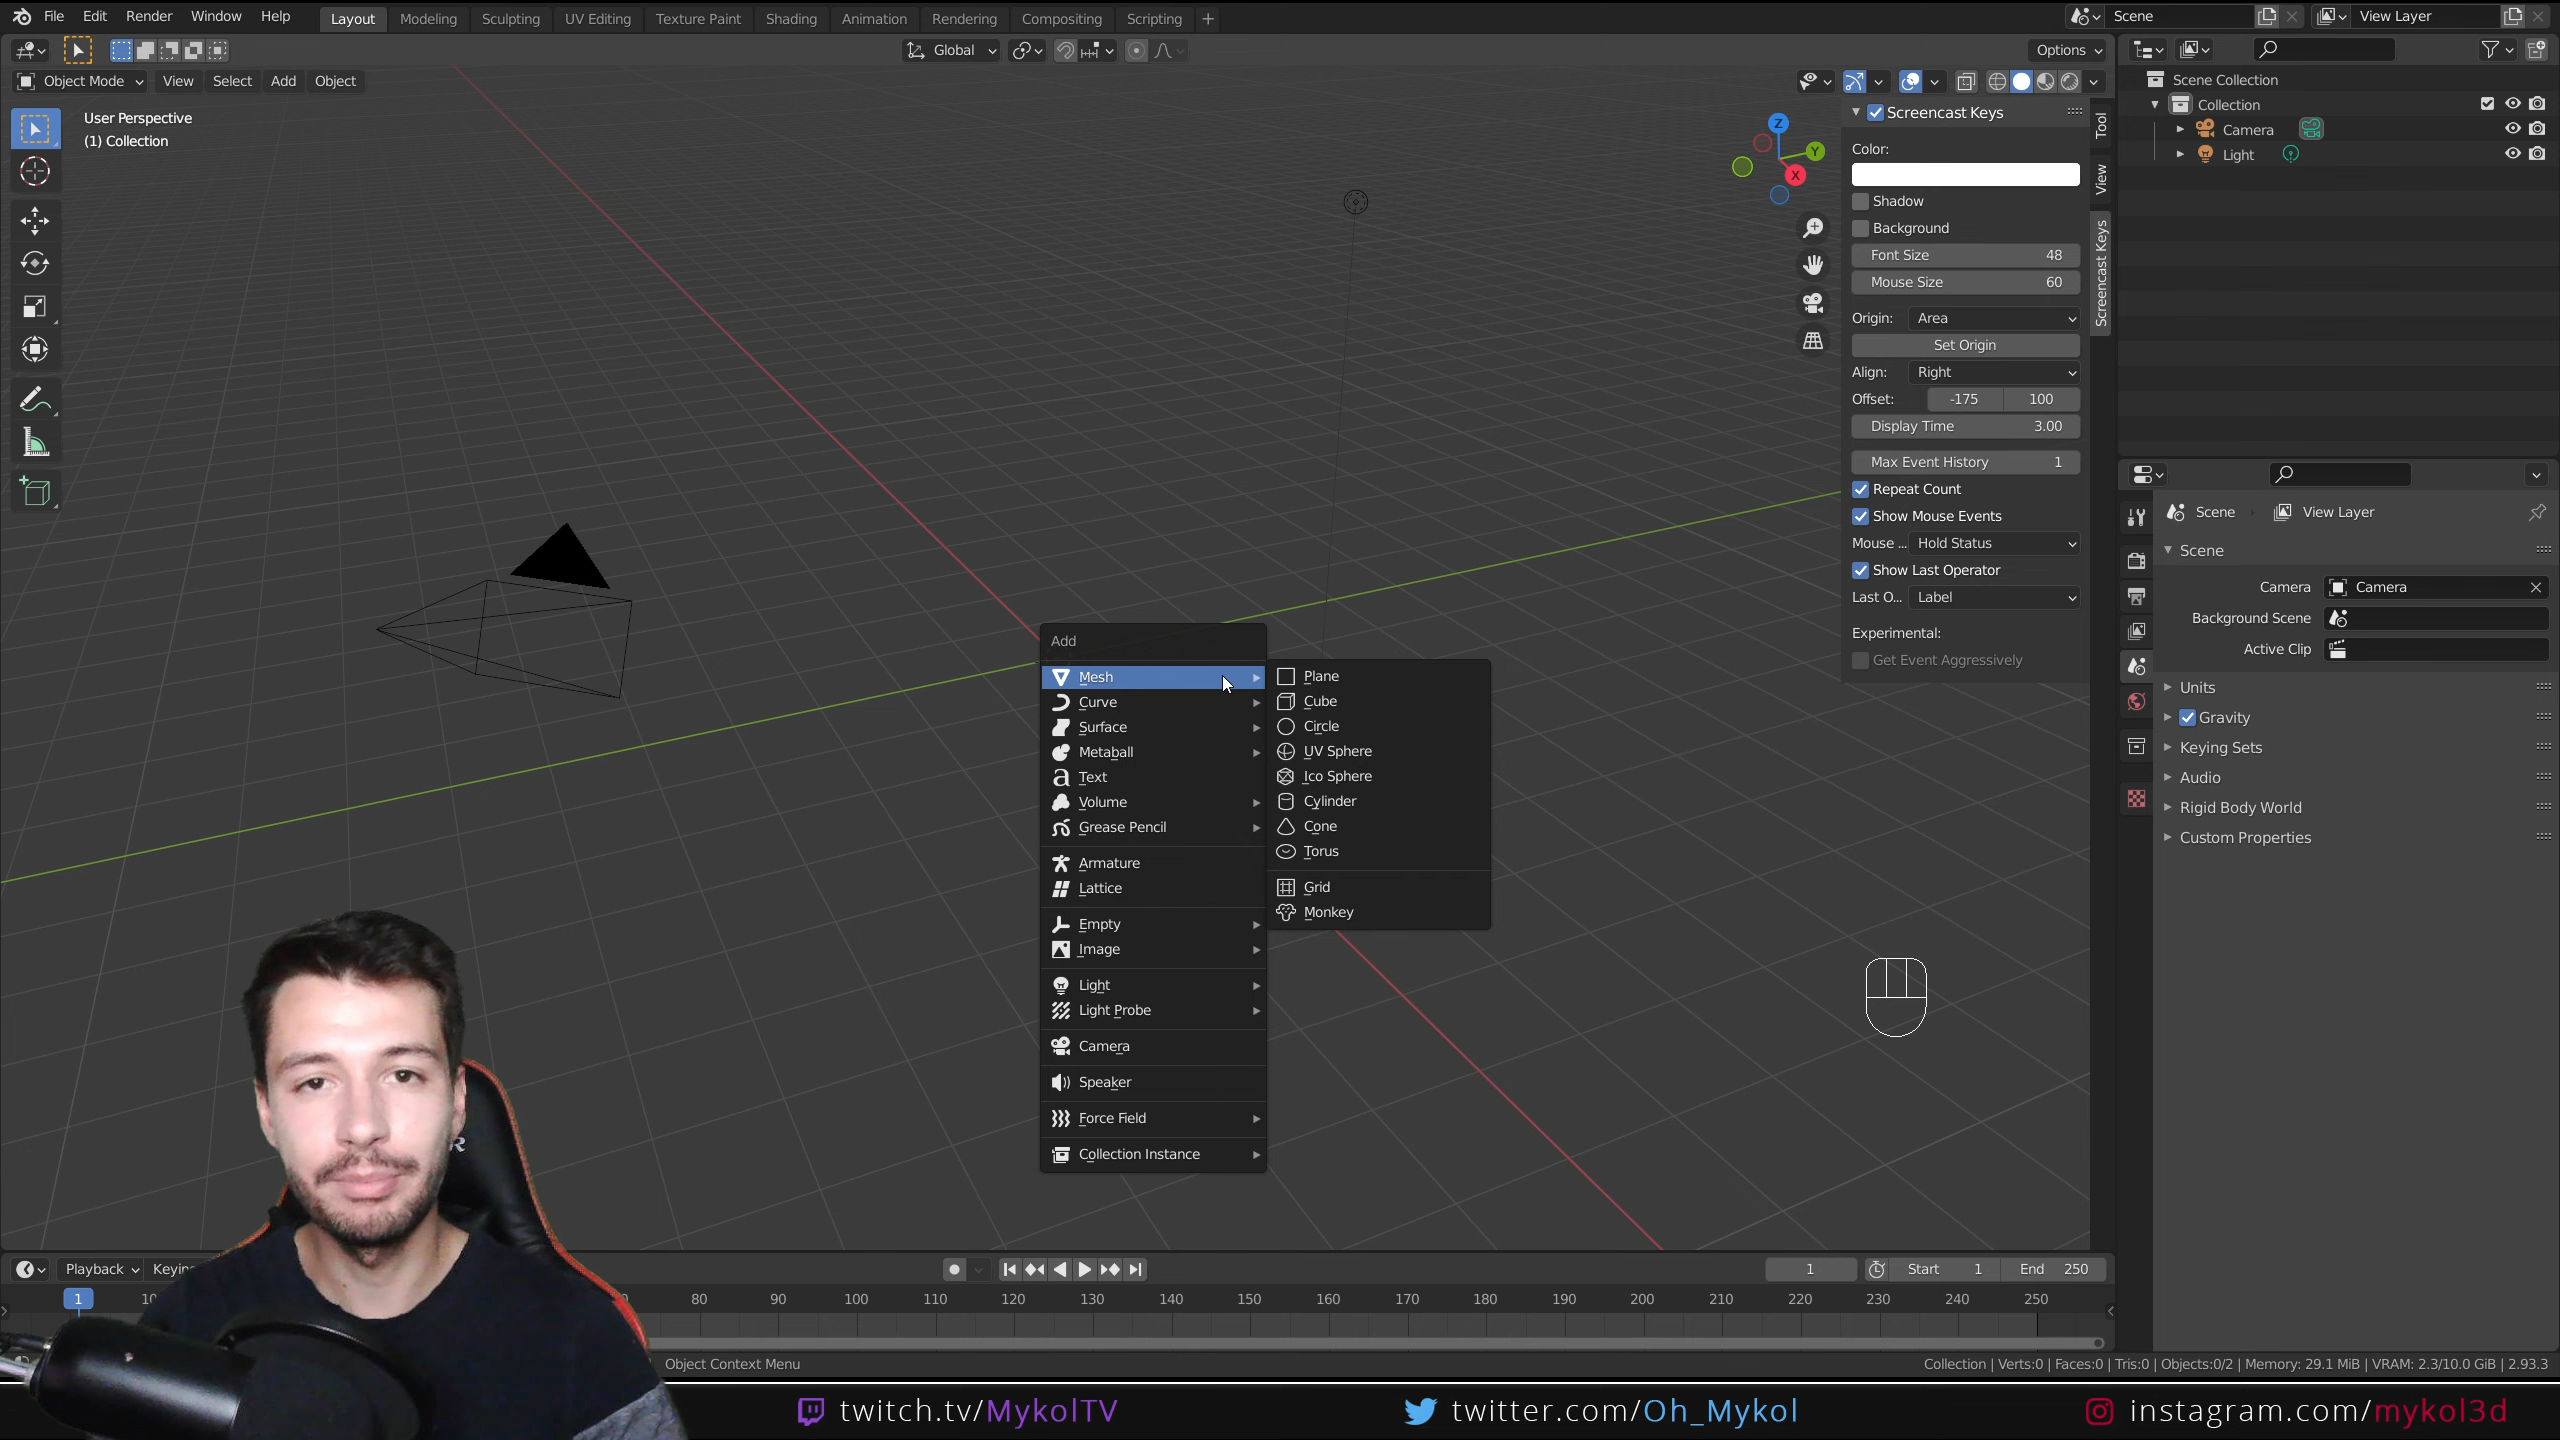 File Edit Render Window Help Layout Modeling Sculpting UV Editing Texture Paint Shading Animation Rendering Compositing Scripting + Scene View Layer
Global Options
Object Mode View Select Add Object
User Perspective
(1) Collection
Z
Y
X
Screencast Keys
Color:
Shadow
Background
Font Size 48
Mouse Size 60
Origin: Area
Set Origin
Align: Right
Offset: -175 100
Display Time 3.00
Max Event History 1
Repeat Count
Show Mouse Events
Mouse ... Hold Status
Show Last Operator
Last O... Label
Experimental:
Get Event Aggressively
Tool
View
Screencast Keys
Scene Collection
Collection
Camera
Light
Scene View Layer
Scene
Camera Camera
Background Scene
Active Clip
Units
Gravity
Keying Sets
Audio
Rigid Body World
Custom Properties
Add
Mesh
Curve
Surface
Metaball
Text
Volume
Grease Pencil
Armature
Lattice
Empty
Image
Light
Light Probe
Camera
Speaker
Force Field
Collection Instance
Plane
Cube
Circle
UV Sphere
Ico Sphere
Cylinder
Cone
Torus
Grid
Monkey
Playback 1 Start 1 End 250
1 80 90 100 110 120 130 140 150 160 170 180 190 200 210 220 230 240 250
Object Context Menu Collection | Verts:0 | Faces:0 | Tris:0 | Objects:0/2 | Memory: 29.1 MiB | VRAM: 2.3/10.0 GiB | 2.93.3
twitch.tv/MykolTV twitter.com/Oh_Mykol instagram.com/mykol3d